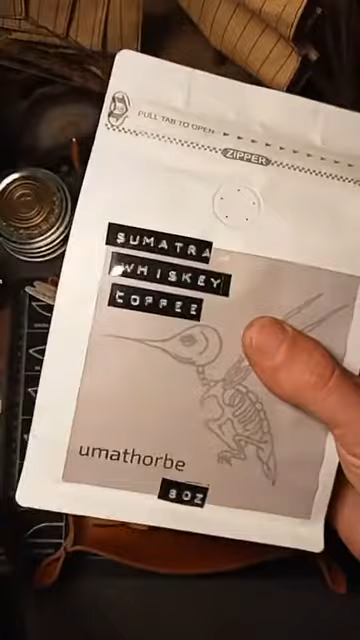 PULL TAB TO OPEN
ZIPPER
SUMATRA
WHISKEY
COFFEE
umathorbe
8OZ